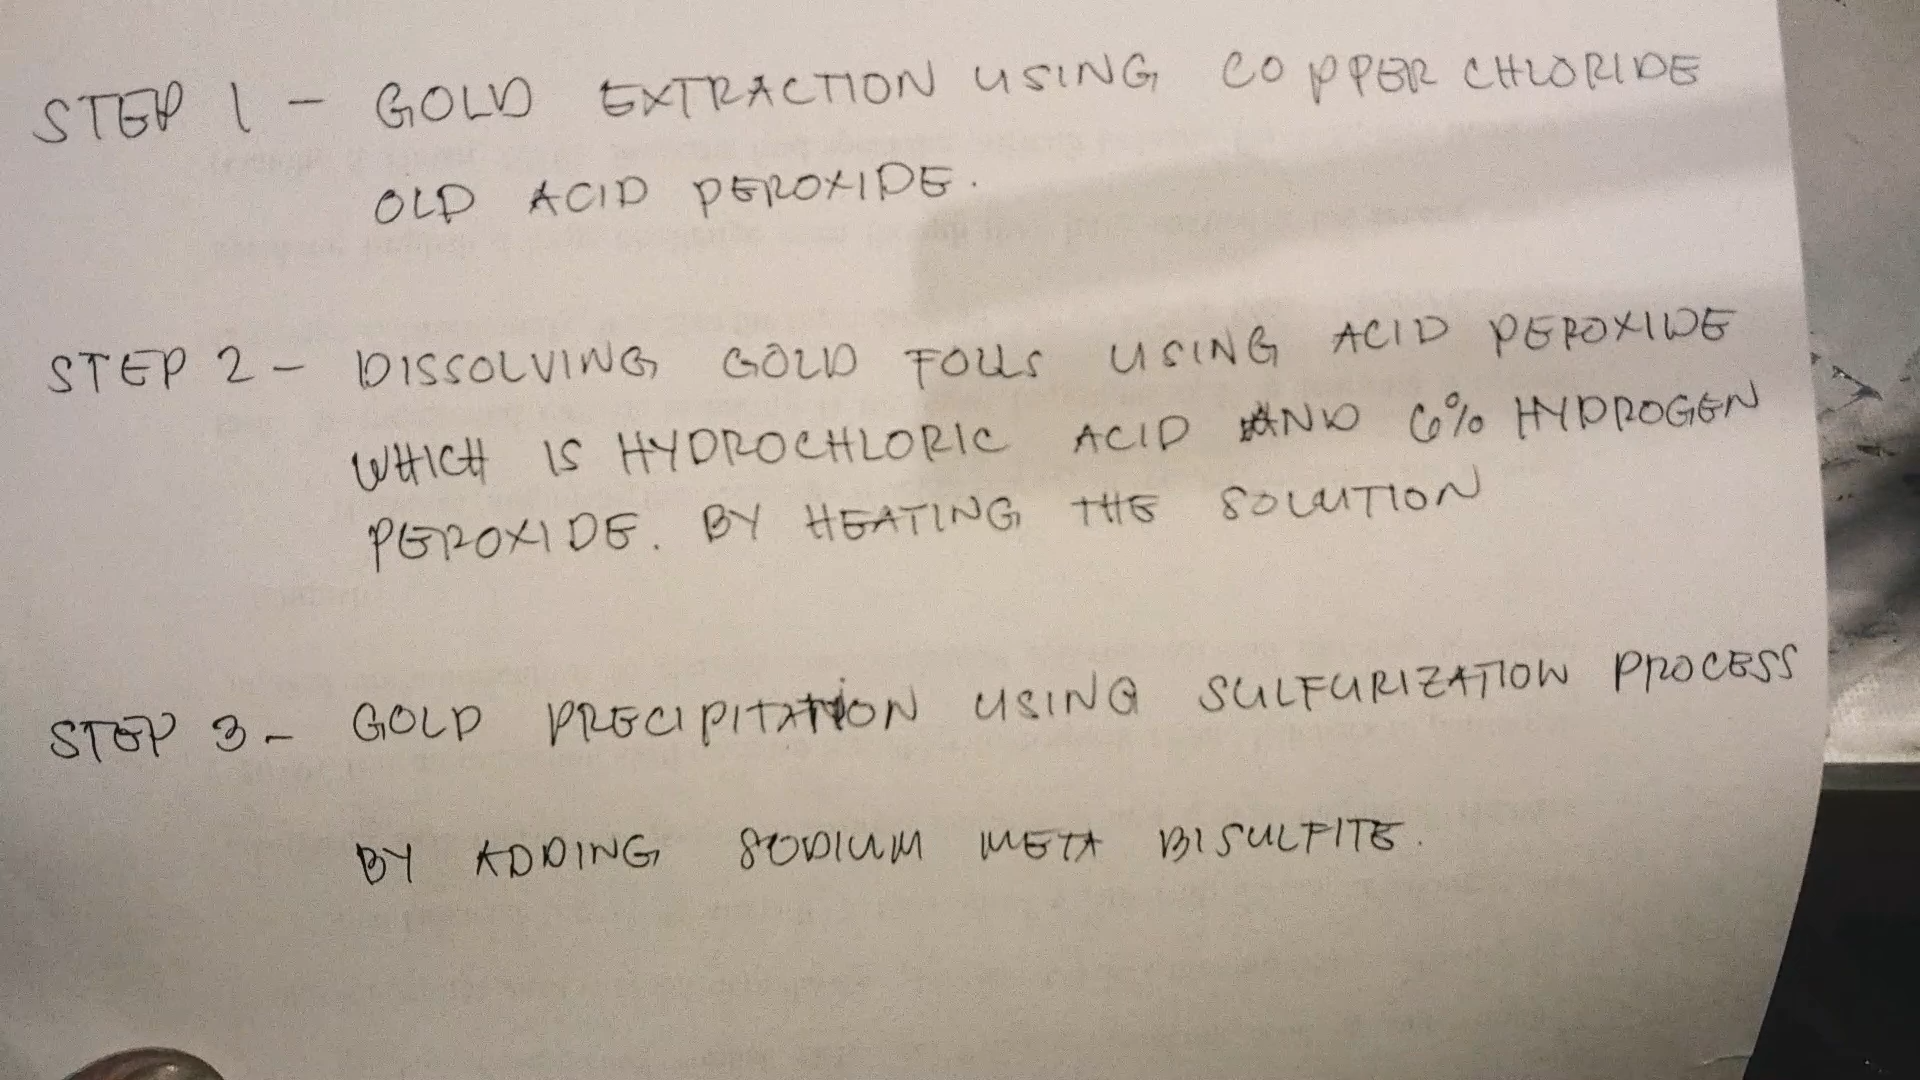 STEP 1 - GOLD EXTRACTION USING COPPER CHLORIDE
OLD ACID PEROXIDE.
STEP 2 - DISSOLVING GOLD FOILS USING ACID PEROXIDE
WHICH IS HYDROCHLORIC ACID AND 6% HYDROGEN
PEROXIDE. BY HEATING THE SOLUTION
STEP 3 - GOLD PRECIPITATION USING SULFURIZATION PROCESS
BY ADDING SODIUM META BISULFITE.